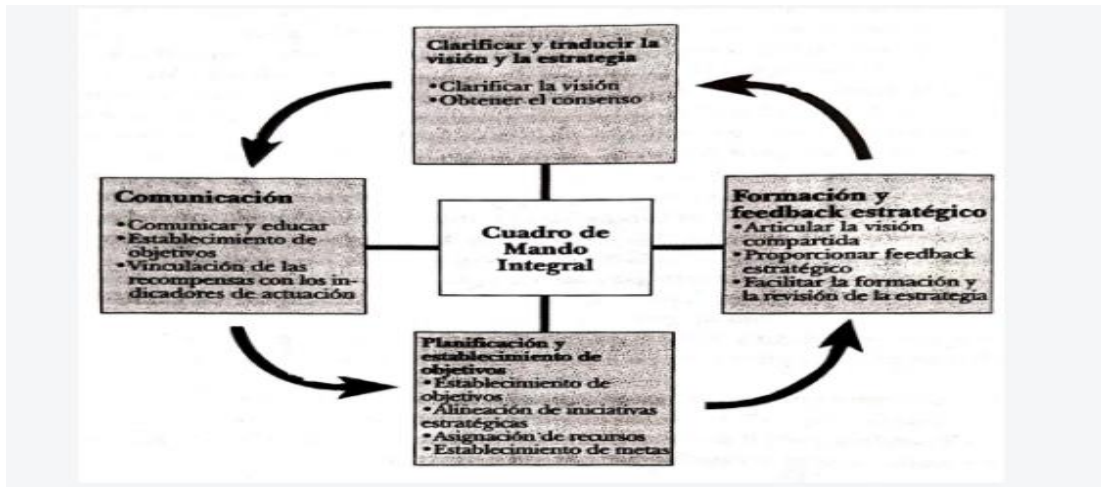 Clarificar y traducir la
visión y la estrategia
•Clarificar la visión
•Obtener el consenso
Comunicación
•Comunicar y educar
•Establecimiento de
objetivos
•Vinculación de las
recompensas con los in-
dicadores de actuación
Cuadro de
Mando
Integral
Formación y
feedback estratégico
•Articular la visión
compartida
•Proporcionar feedback
estratégico
•Facilitar la formación y
la revisión de la estrategia
Planificación y
establecimiento de
objetivos
•Establecimiento de
objetivos
•Alineación de iniciativas
estratégicas
•Asignación de recursos
•Establecimiento de metas